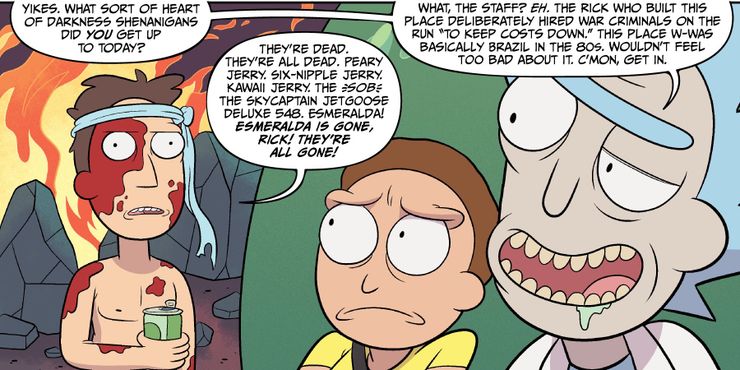 YIKES. WHAT SORT OF HEART
OF DARKNESS SHENANIGANS
DID YOU GET UP
TO TODAY?
THEY'RE DEAD.
THEY'RE ALL DEAD. PEARY
JERRY. SIX-NIPPLE JERRY.
KAWAII JERRY. THE >SOB<
THE SKYCAPTAIN JETGOOSE
DELUXE 548. ESMERALDA!
ESMERALDA IS GONE,
RICK! THEY'RE
ALL GONE!
WHAT, THE STAFF? EH. THE RICK WHO BUILT THIS
PLACE DELIBERATELY HIRED WAR CRIMINALS ON THE
RUN "TO KEEP COSTS DOWN." THIS PLACE W-WAS
BASICALLY BRAZIL IN THE 80S. WOULDN'T FEEL
TOO BAD ABOUT IT. C'MON, GET IN.